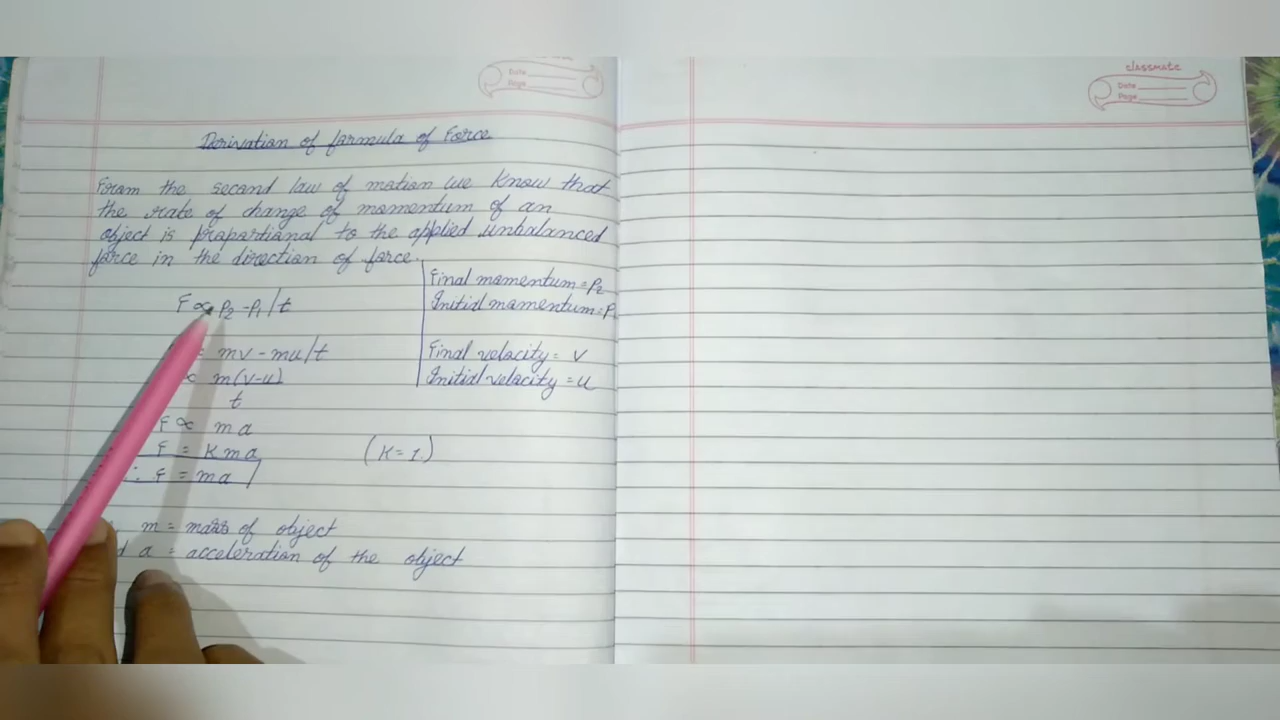 Date
Page
classmate
Date
Page
Derivation of formula of Force
From the second law of motion we know that
the rate of change of momentum of an
object is propartional to the applied unbalanced
force in the direction of force.
Final momentum = P2
Initial momentum = P
F ∝ P2 - P1 / t
mv - mu / t
Final velocity = v
∝ m(v-u)
Initial velocity = u
t
F ∝ ma
F = Kma (K=1)
∴ F = ma
m = mass of object
a = acceleration of the object